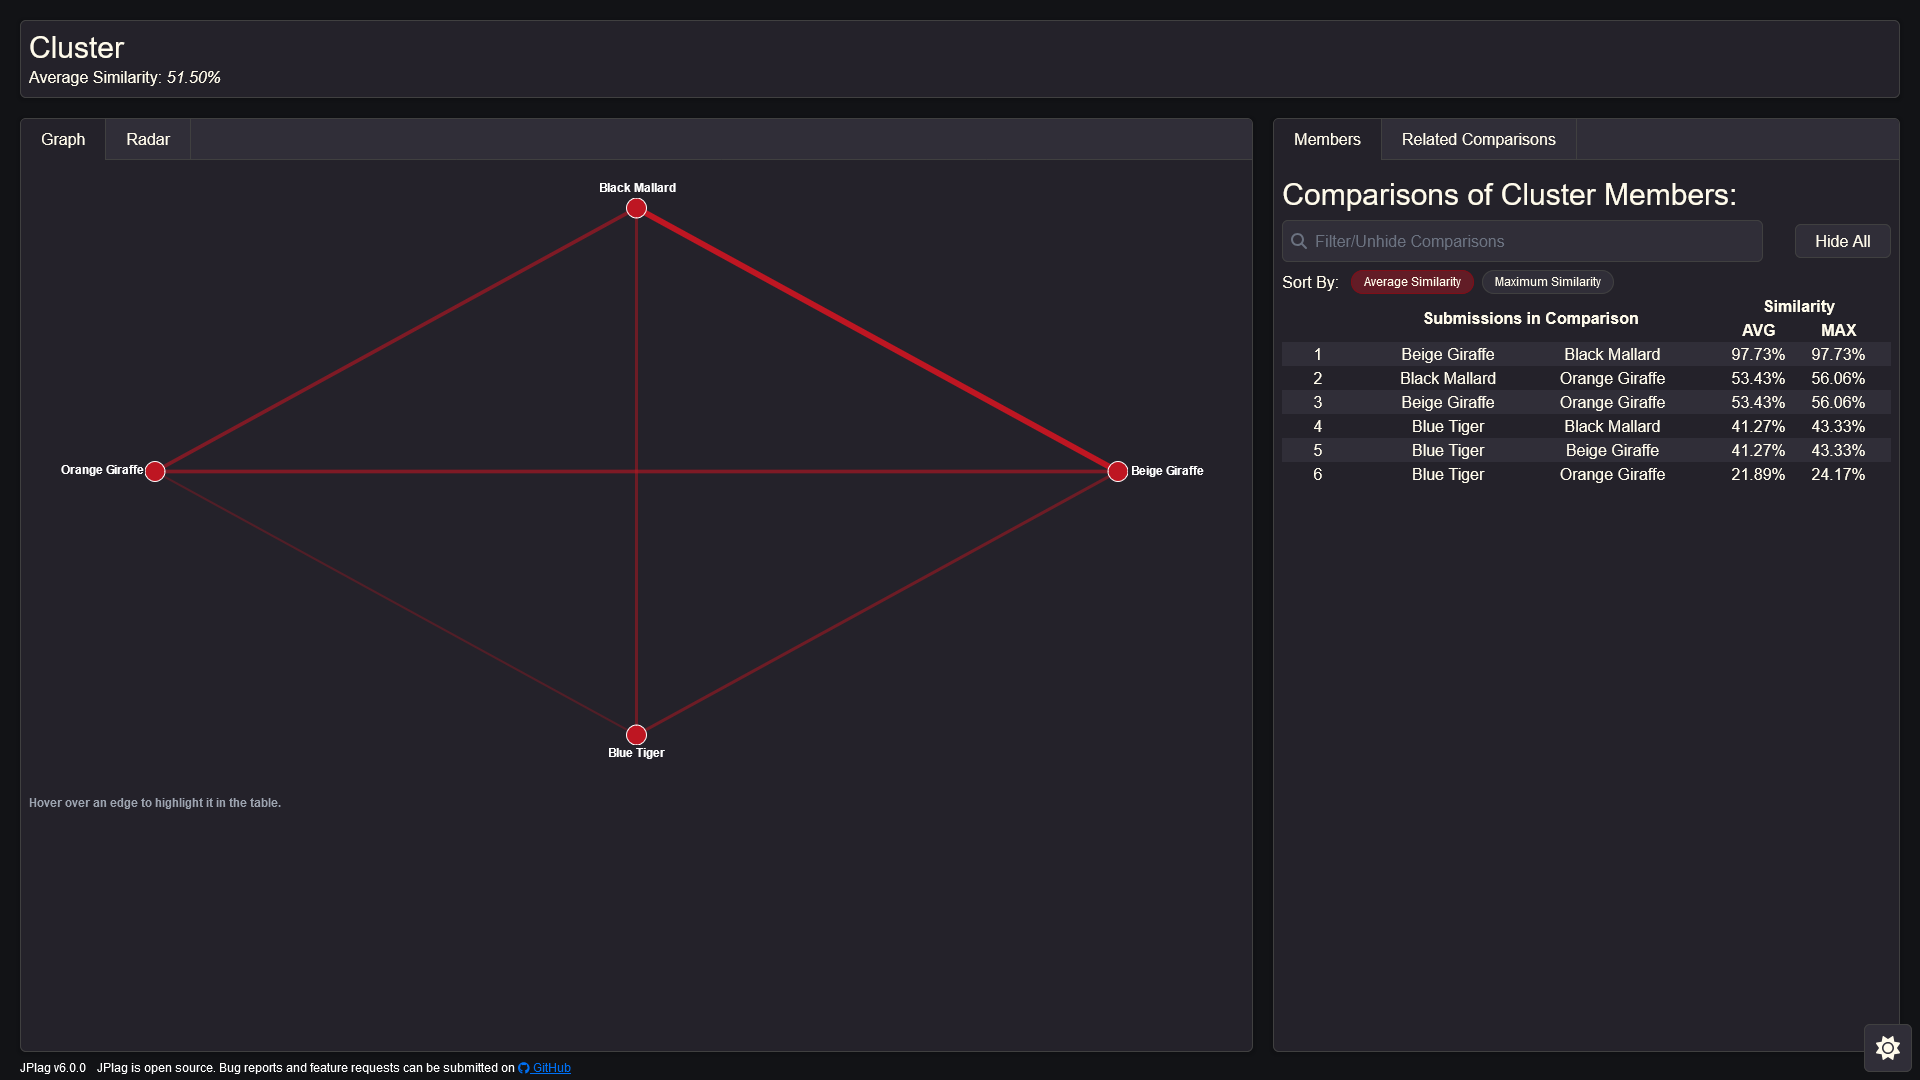 Cluster
Average Similarity: 51.50%
Graph Radar
Black Mallard
Orange Giraffe
Beige Giraffe
Blue Tiger
Hover over an edge to highlight it in the table.
Members Related Comparisons
Comparisons of Cluster Members:
Filter/Unhide Comparisons Hide All
Sort By: Average Similarity Maximum Similarity
Similarity
Submissions in Comparison
AVG MAX
1 Beige Giraffe Black Mallard 97.73% 97.73%
2 Black Mallard Orange Giraffe 53.43% 56.06%
3 Beige Giraffe Orange Giraffe 53.43% 56.06%
4 Blue Tiger Black Mallard 41.27% 43.33%
5 Blue Tiger Beige Giraffe 41.27% 43.33%
6 Blue Tiger Orange Giraffe 21.89% 24.17%
JPlag v6.0.0 JPlag is open source. Bug reports and feature requests can be submitted on GitHub